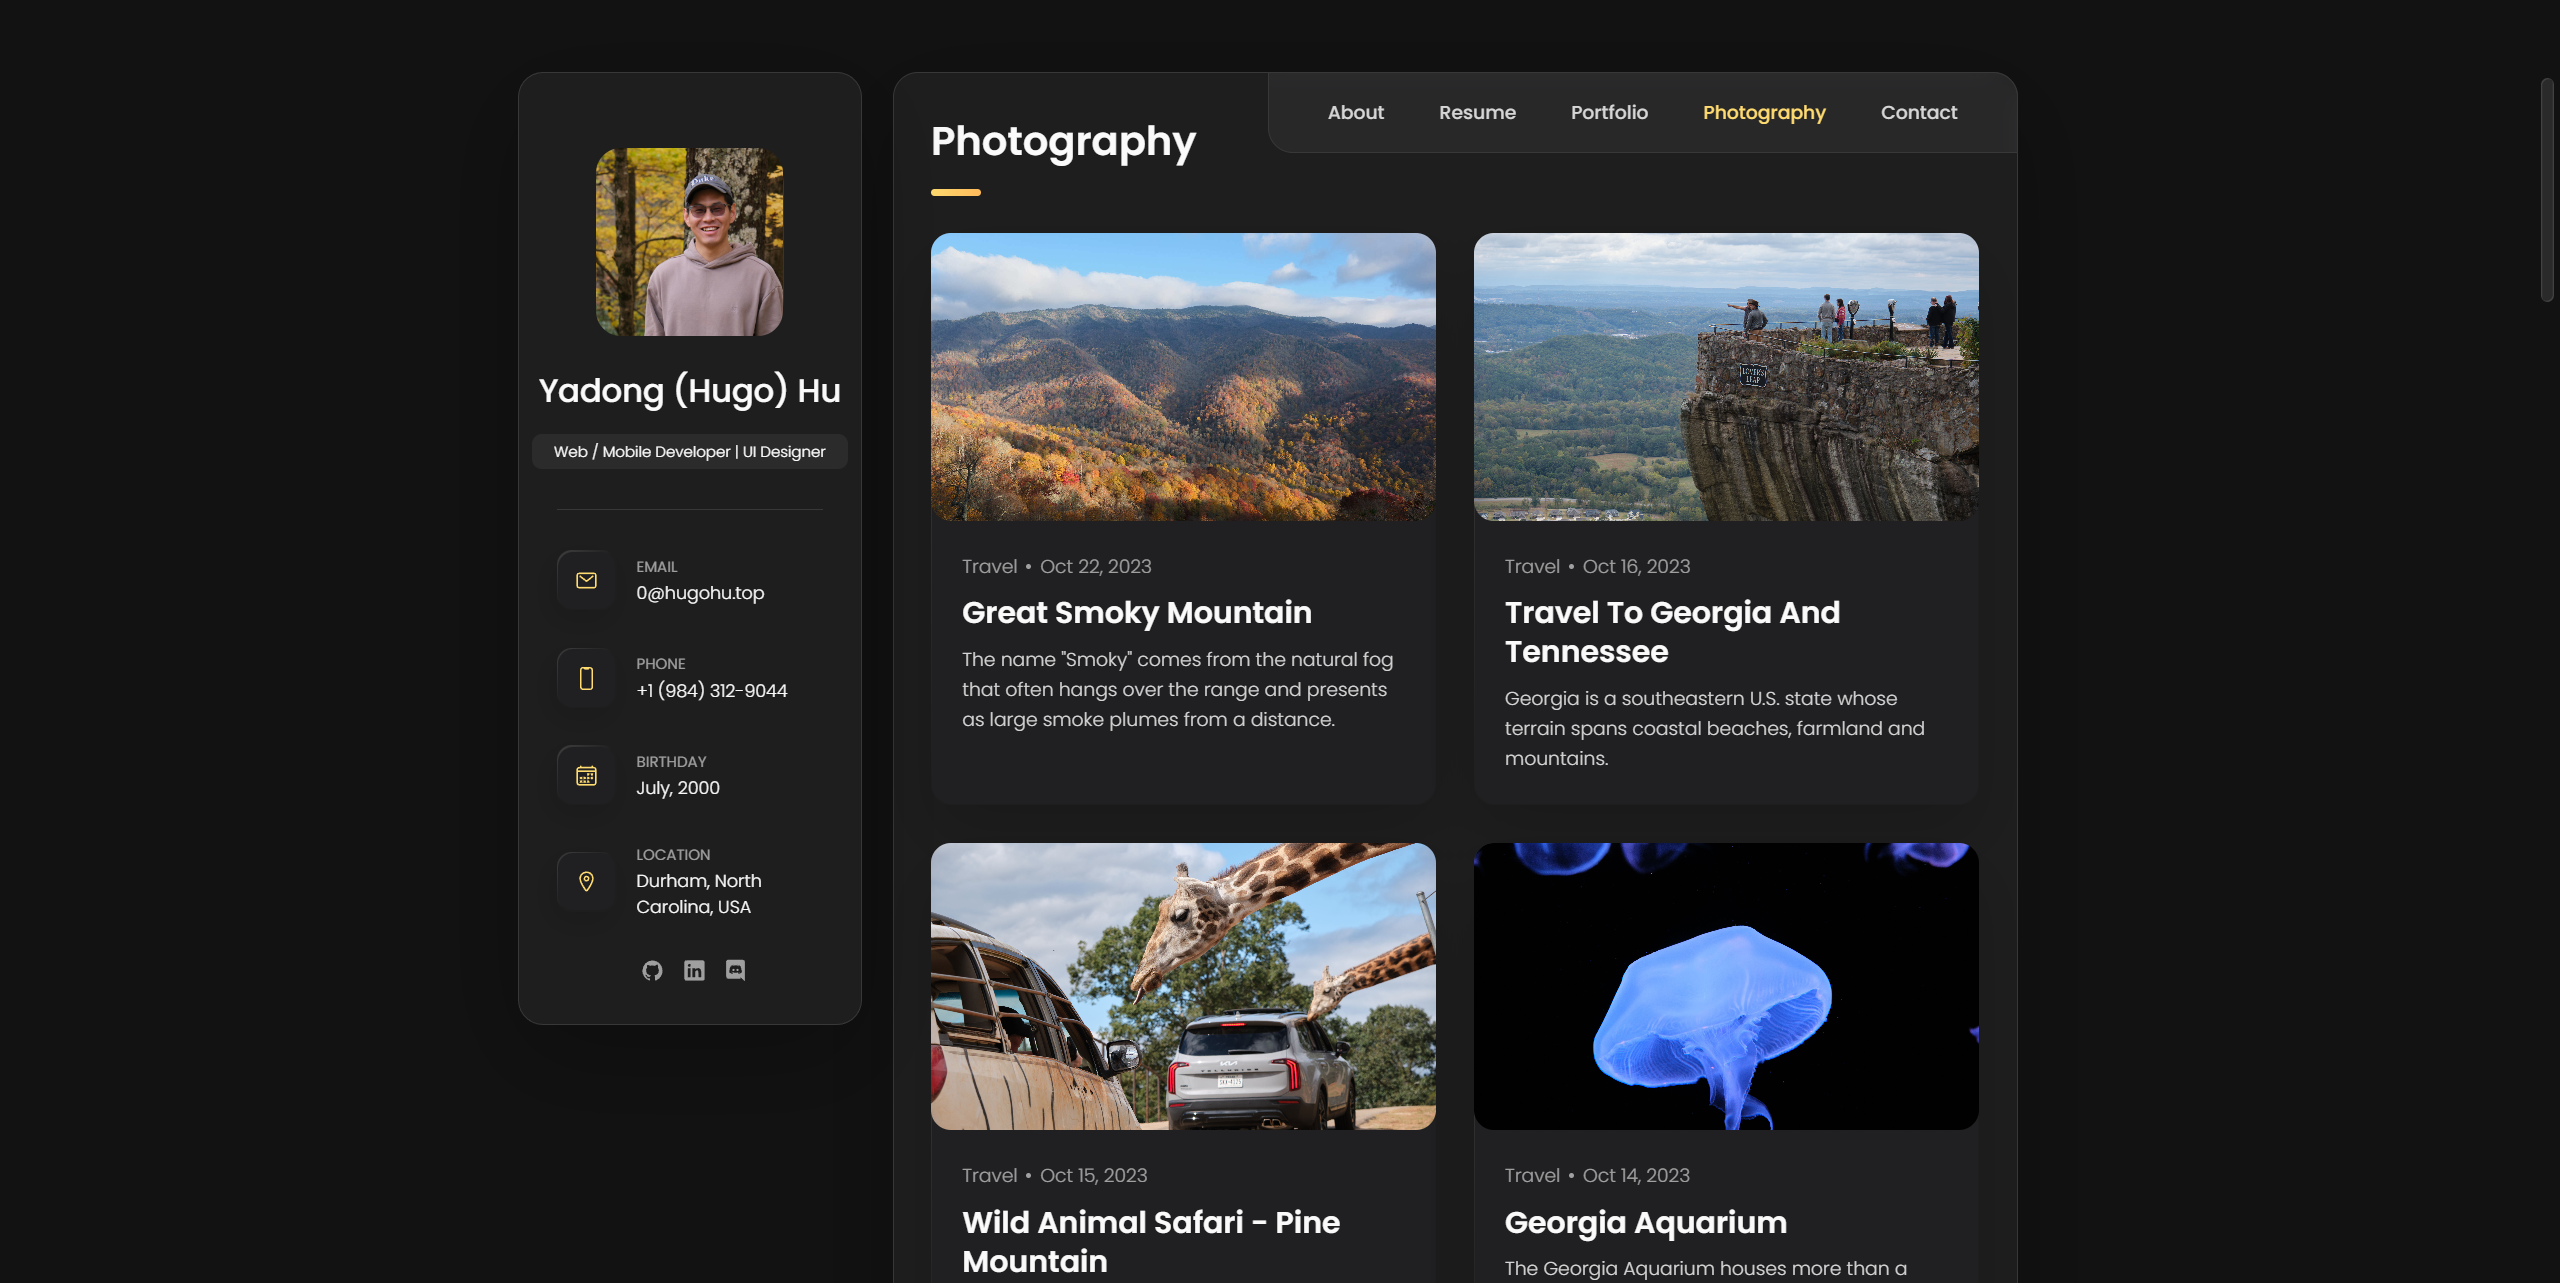 Duke
Yadong (Hugo) Hu
Web / Mobile Developer | UI Designer
EMAIL
0@hugohu.top
PHONE
+1 (984) 312-9044
BIRTHDAY
July, 2000
LOCATION
Durham, North
Carolina, USA
About Resume Portfolio Photography Contact
Photography
LOVER'S
LEAP
Travel • Oct 22, 2023
Great Smoky Mountain
The name "Smoky" comes from the natural fog
that often hangs over the range and presents
as large smoke plumes from a distance.
Travel • Oct 16, 2023
Travel To Georgia And
Tennessee
Georgia is a southeastern U.S. state whose
terrain spans coastal beaches, farmland and
mountains.
Travel • Oct 15, 2023
Wild Animal Safari - Pine
Mountain
Travel • Oct 14, 2023
Georgia Aquarium
The Georgia Aquarium houses more than a